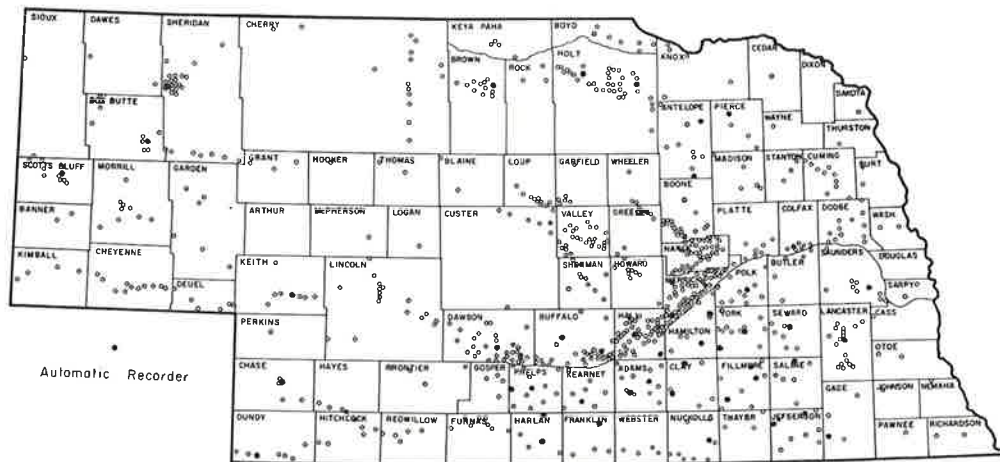 SIOUX DAWES SHERIDAN CHERRY KEYA PAHA BOYD
BROWN ROCK HOLT KNOX CEDAR DIXON
DAKOTA
BUTTE ANTELOPE PIERCE WAYNE THURSTON
SCOTTS BLUFF MORRILL GARDEN GRANT HOOKER THOMAS BLAINE LOUP GARFIELD WHEELER MADISON STANTON CUMING BURT
BOONE
BANNER ARTHUR McPHERSON LOGAN CUSTER VALLEY PLATTE COLFAX DODGE WASH.
KIMBALL CHEYENNE DEUEL KEITH LINCOLN SHERMAN HOWARD POLK BUTLER SAUNDERS DOUGLAS
SARPY
PERKINS DAWSON BUFFALO HALL HAMILTON YORK SEWARD LANCASTER CASS
OTOE
Automatic Recorder
CHASE HAYES FRONTIER GOSPER PHELPS KEARNEY ADAMS CLAY FILLMORE SALINE GAGE JOHNSON NEMAHA
DUNDY HITCHCOCK REDWILLOW FURNAS HARLAN FRANKLIN WEBSTER NUCKOLLS THAYER JEFFERSON PAWNEE RICHARDSON